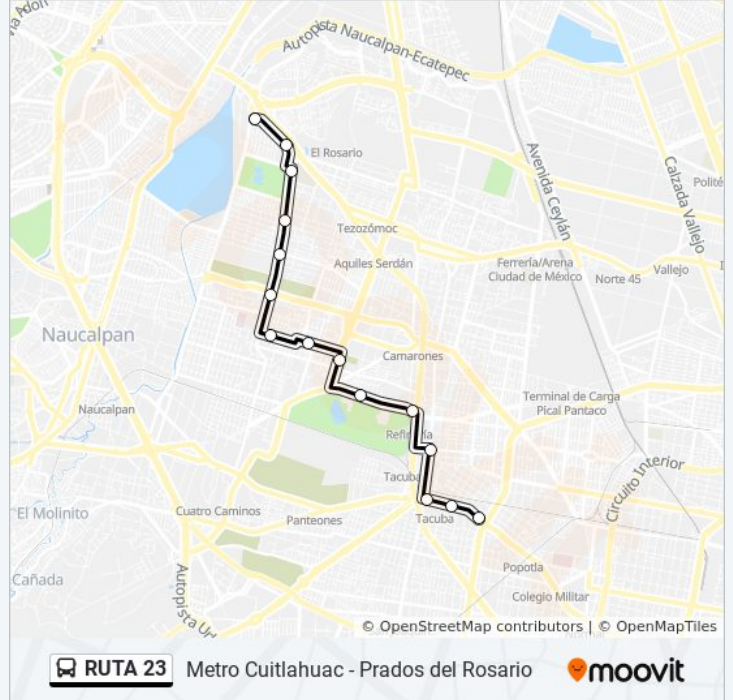 Autopista Naucalpan-Ecatepec
El Rosario
Avenida Ceylán
Calzada Vallejo
Tezozómoc
Aquiles Serdán
Ferrería/Arena
Ciudad de México
Vallejo
Norte 45
Naucalpan
Camarones
Terminal de Carga
Pical Pantaco
Naucalpan
Refinería
Circuito Interior
Tacuba
El Molinito
Cuatro Caminos
Panteones
Tacuba
Popotla
Cañada
Autopista Ur
Colegio Militar
© OpenStreetMap contributors | © OpenMapTiles
RUTA 23
Metro Cuitlahuac - Prados del Rosario
moovit